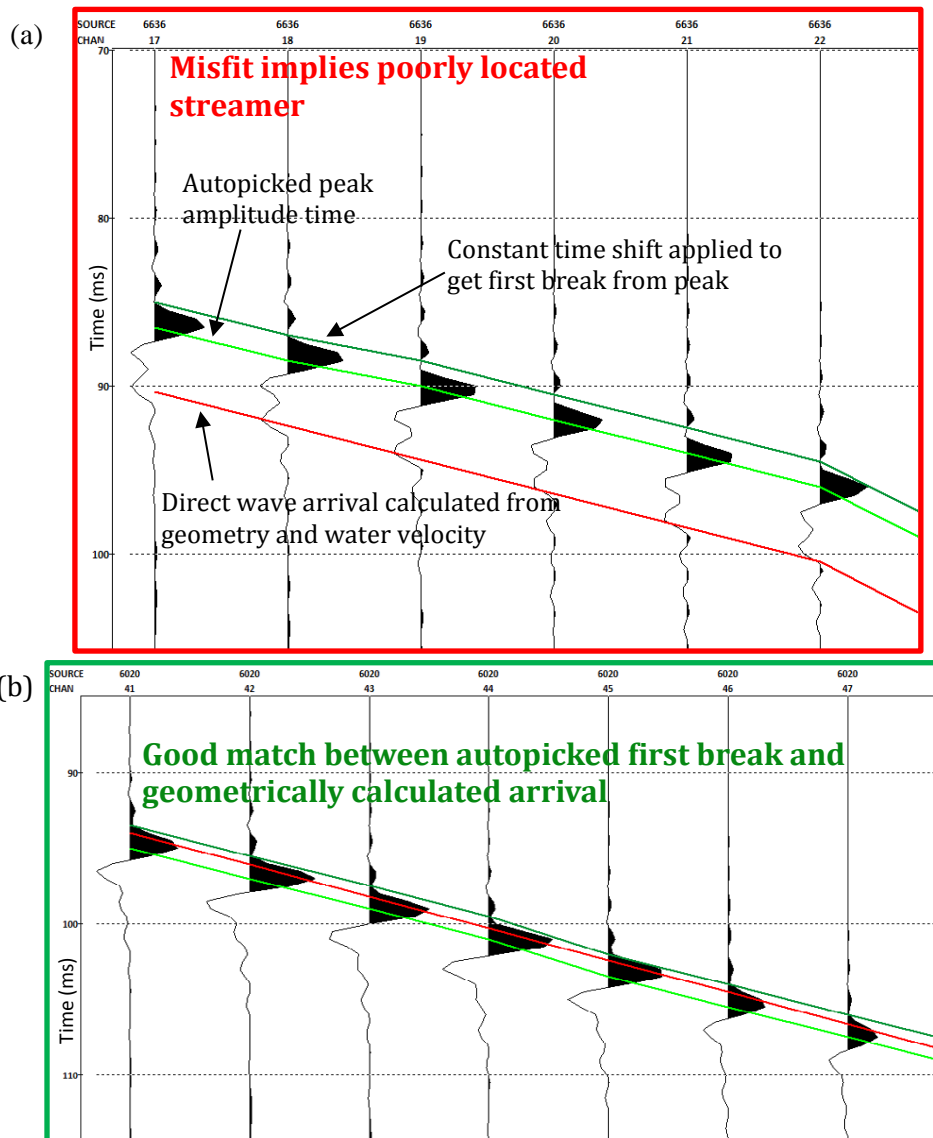 (a)
SOURCE 6636 6636 6636 6636 6636 6636
CHAN 17 18 19 20 21 22
70
Misfit implies poorly located
streamer
Autopicked peak
amplitude time
80
Constant time shift applied to
get first break from peak
Time (ms)
90
Direct wave arrival calculated from
geometry and water velocity
100
(b)
SOURCE 6020 6020 6020 6020 6020 6020 6020
CHAN 41 42 43 44 45 46 47
Good match between autopicked first break and
geometrically calculated arrival
90
100
Time (ms)
110